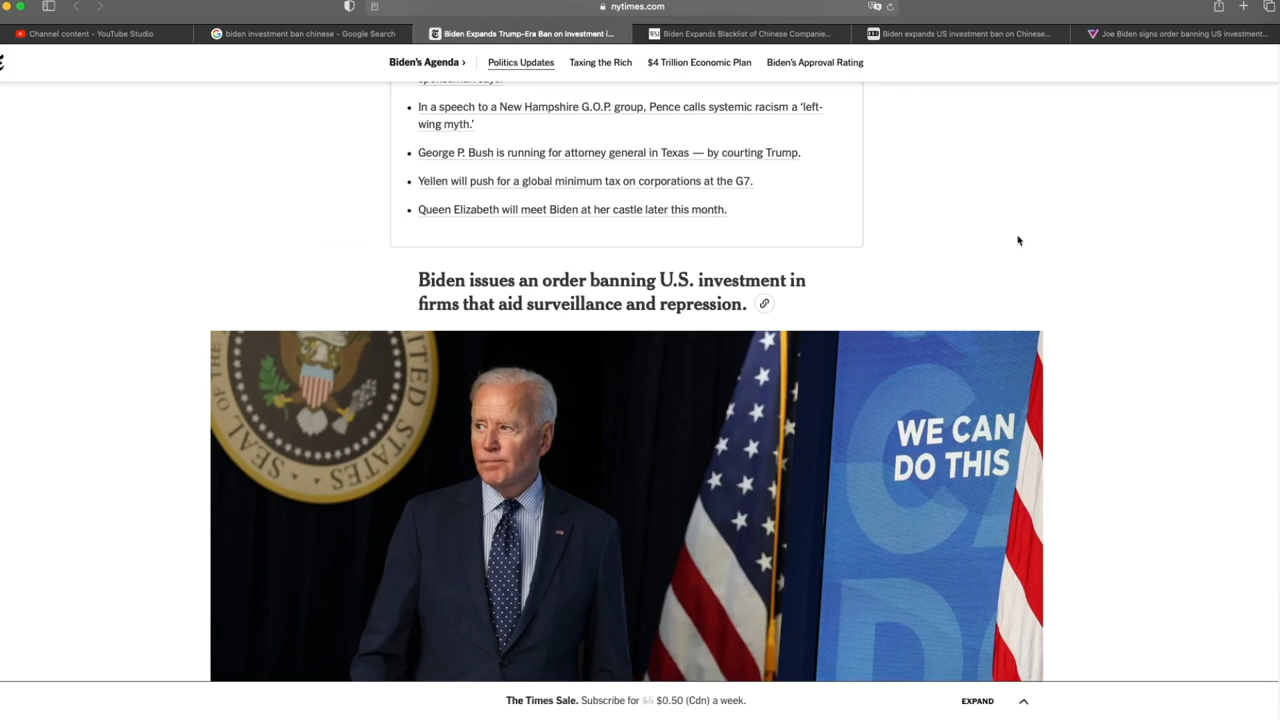 nytimes.com
Channel content - YouTube Studio
biden investment ban chinese - Google Search
Biden Expands Trump-Era Ban on Investment i...
WSJ
Biden Expands Blacklist of Chinese Companie...
BBC
Biden expands US investment ban on Chinese...
Joe Biden signs order banning US investment...
Biden's Agenda ›
Politics Updates
Taxing the Rich
$4 Trillion Economic Plan
Biden's Approval Rating
• In a speech to a New Hampshire G.O.P. group, Pence calls systemic racism a ‘left-
wing myth.’
• George P. Bush is running for attorney general in Texas — by courting Trump.
• Yellen will push for a global minimum tax on corporations at the G7.
• Queen Elizabeth will meet Biden at her castle later this month.
Biden issues an order banning U.S. investment in
firms that aid surveillance and repression.
SEAL OF THE
UNITED
WE CAN
DO THIS
The Times Sale. Subscribe for $5 $0.50 (Cdn) a week.
EXPAND